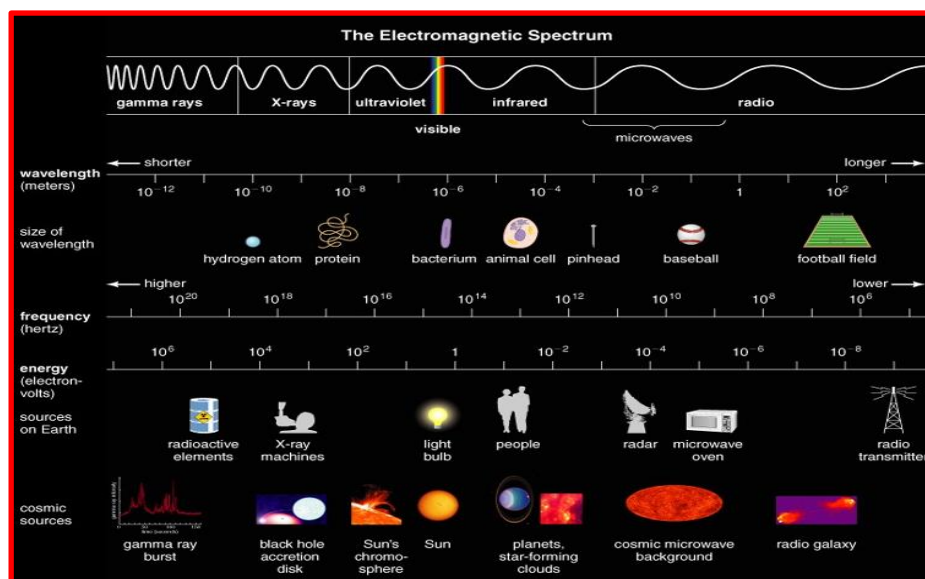 The Electromagnetic Spectrum
gamma rays X-rays ultraviolet infrared radio
visible
microwaves
shorter longer
wavelength
(meters)
10⁻¹² 10⁻¹⁰ 10⁻⁸ 10⁻⁶ 10⁻⁴ 10⁻² 1 10²
size of
wavelength
hydrogen atom protein bacterium animal cell pinhead baseball football field
higher lower
10²⁰ 10¹⁸ 10¹⁶ 10¹⁴ 10¹² 10¹⁰ 10⁸ 10⁶
frequency
(hertz)
10⁶ 10⁴ 10² 1 10⁻² 10⁻⁴ 10⁻⁶ 10⁻⁸
energy
(electron-
volts)
sources
on Earth
radioactive
elements
X-ray
machines
light
bulb
people
radar
microwave
oven
radio
transmitter
cosmic
sources
gamma ray
burst
black hole
accretion
disk
Sun's
chromo-
sphere
Sun
planets,
star-forming
clouds
cosmic microwave
background
radio galaxy